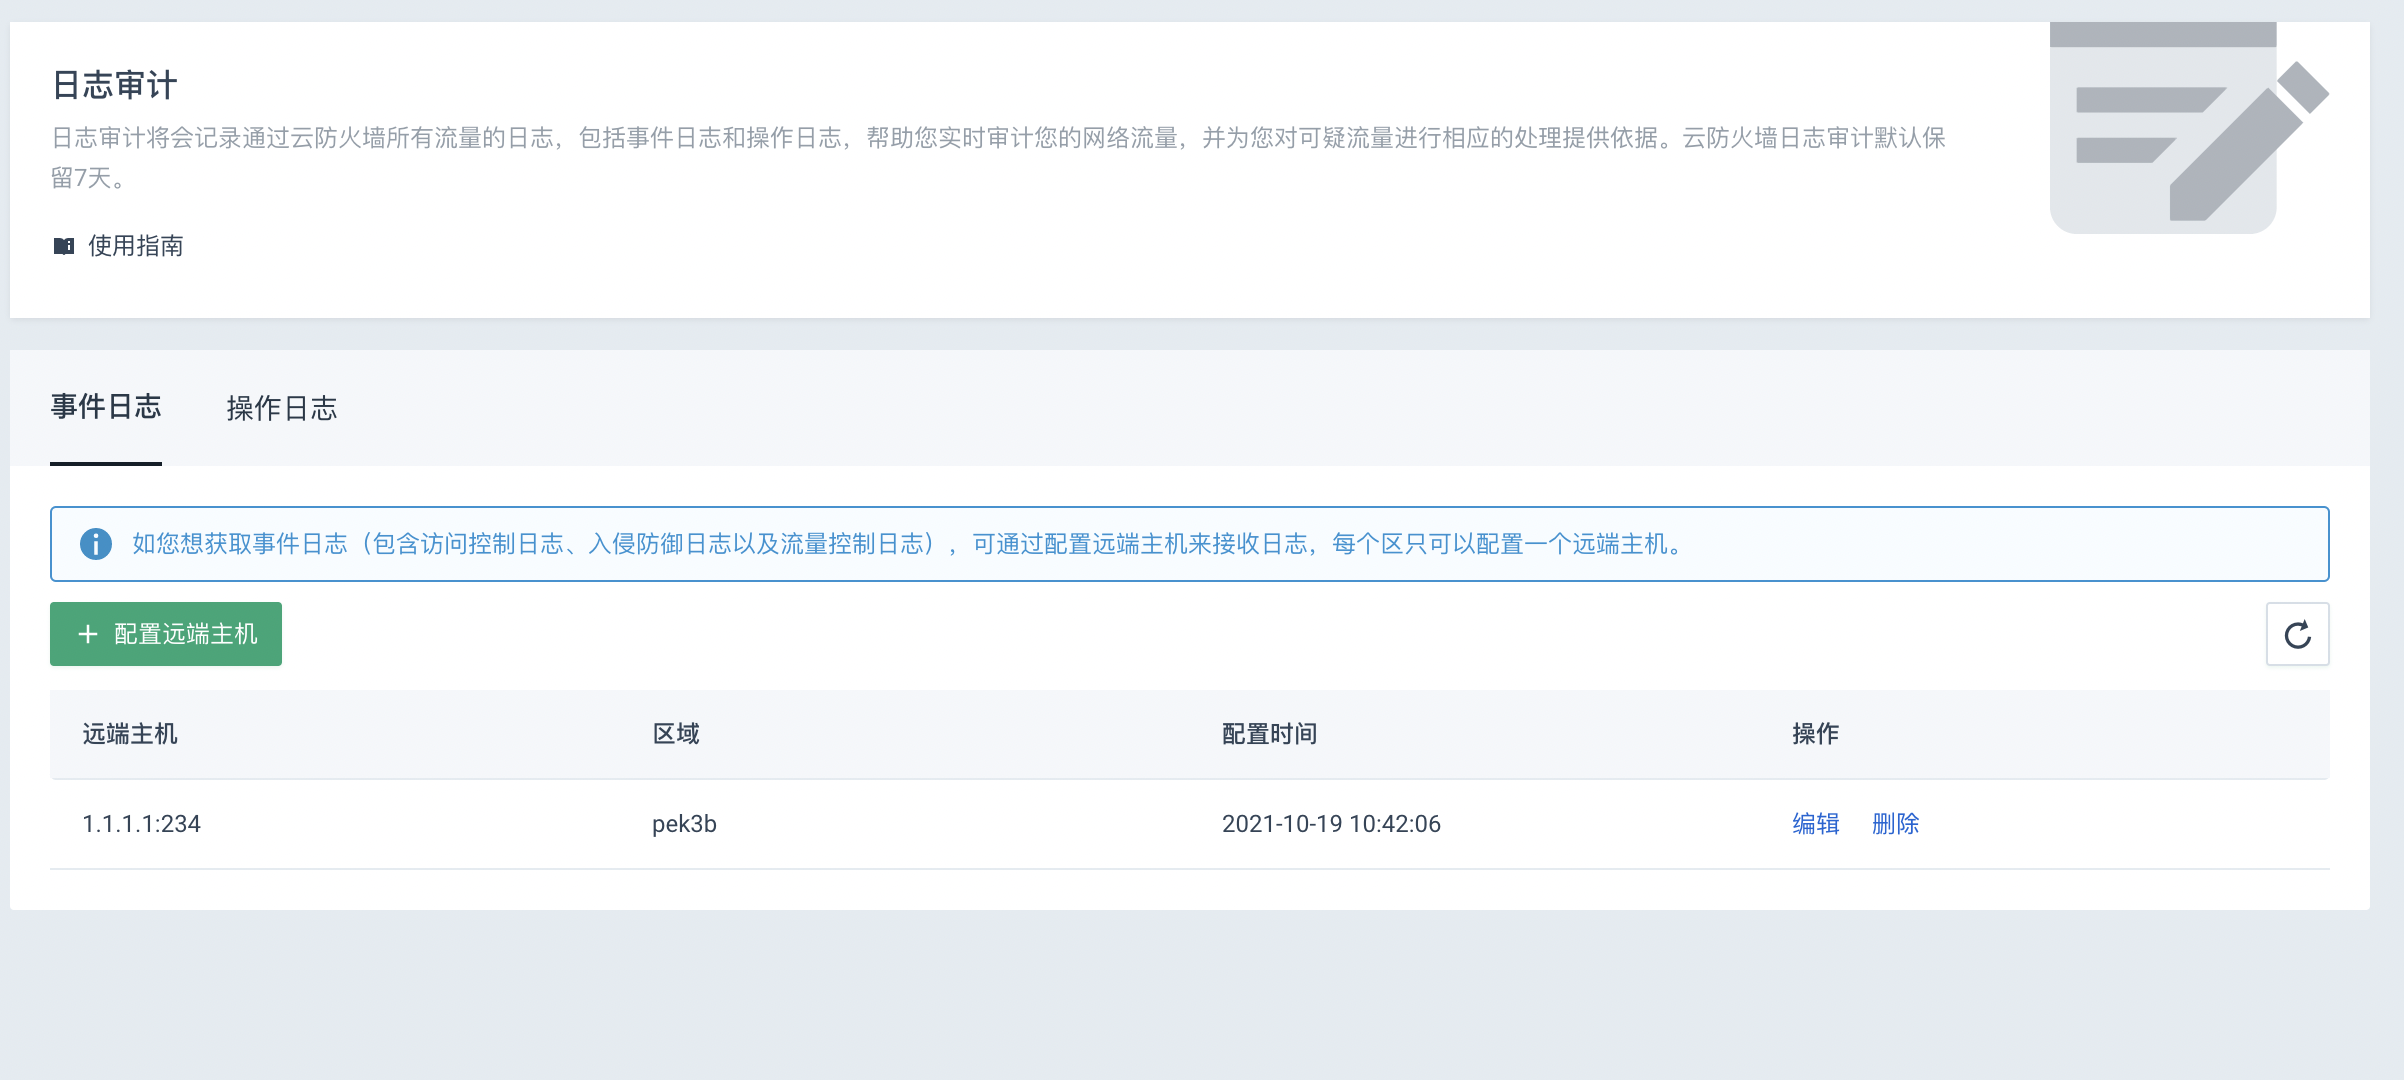 日志审计
日志审计将会记录通过云防火墙所有流量的日志，包括事件日志和操作日志，帮助您实时审计您的网络流量，并为您对可疑流量进行相应的处理提供依据。云防火墙日志审计默认保
留7天。
使用指南
事件日志 操作日志
如您想获取事件日志（包含访问控制日志、入侵防御日志以及流量控制日志），可通过配置远端主机来接收日志，每个区只可以配置一个远端主机。
配置远端主机
远端主机 区域 配置时间 操作
1.1.1.1:234 pek3b 2021-10-19 10:42:06 编辑 删除